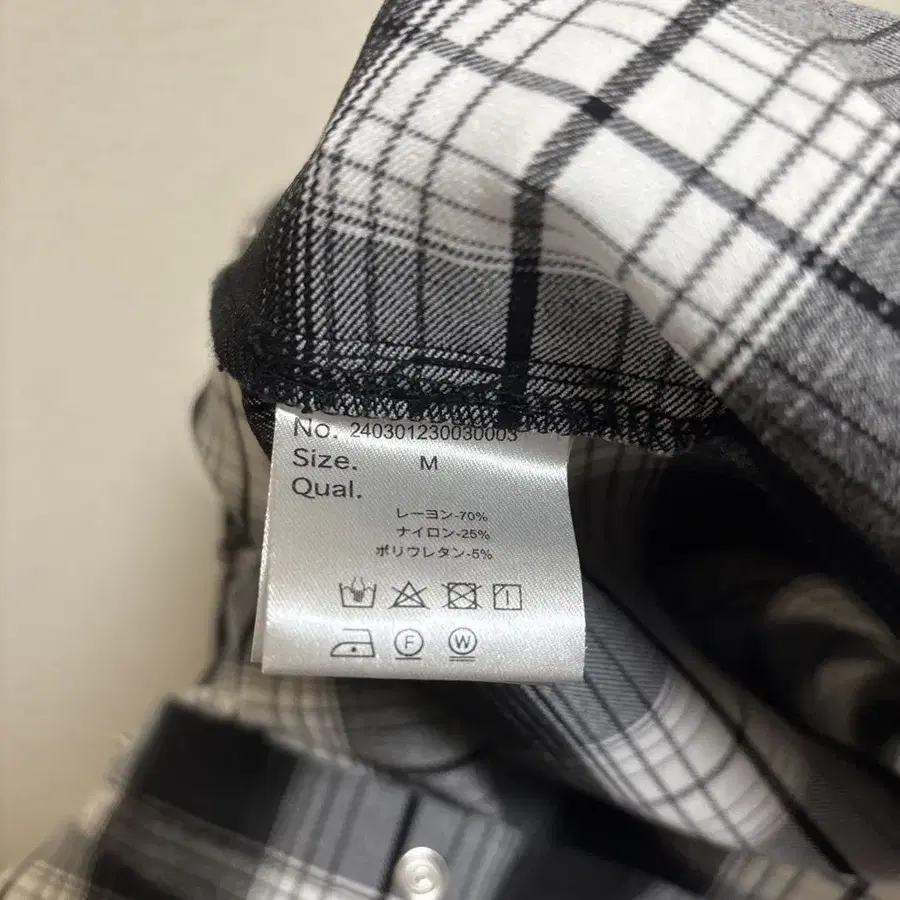 No. 240301230030003
Size. M
Qual.
レーヨン-70%
ナイロン-25%
ポリウレタン-5%
F W